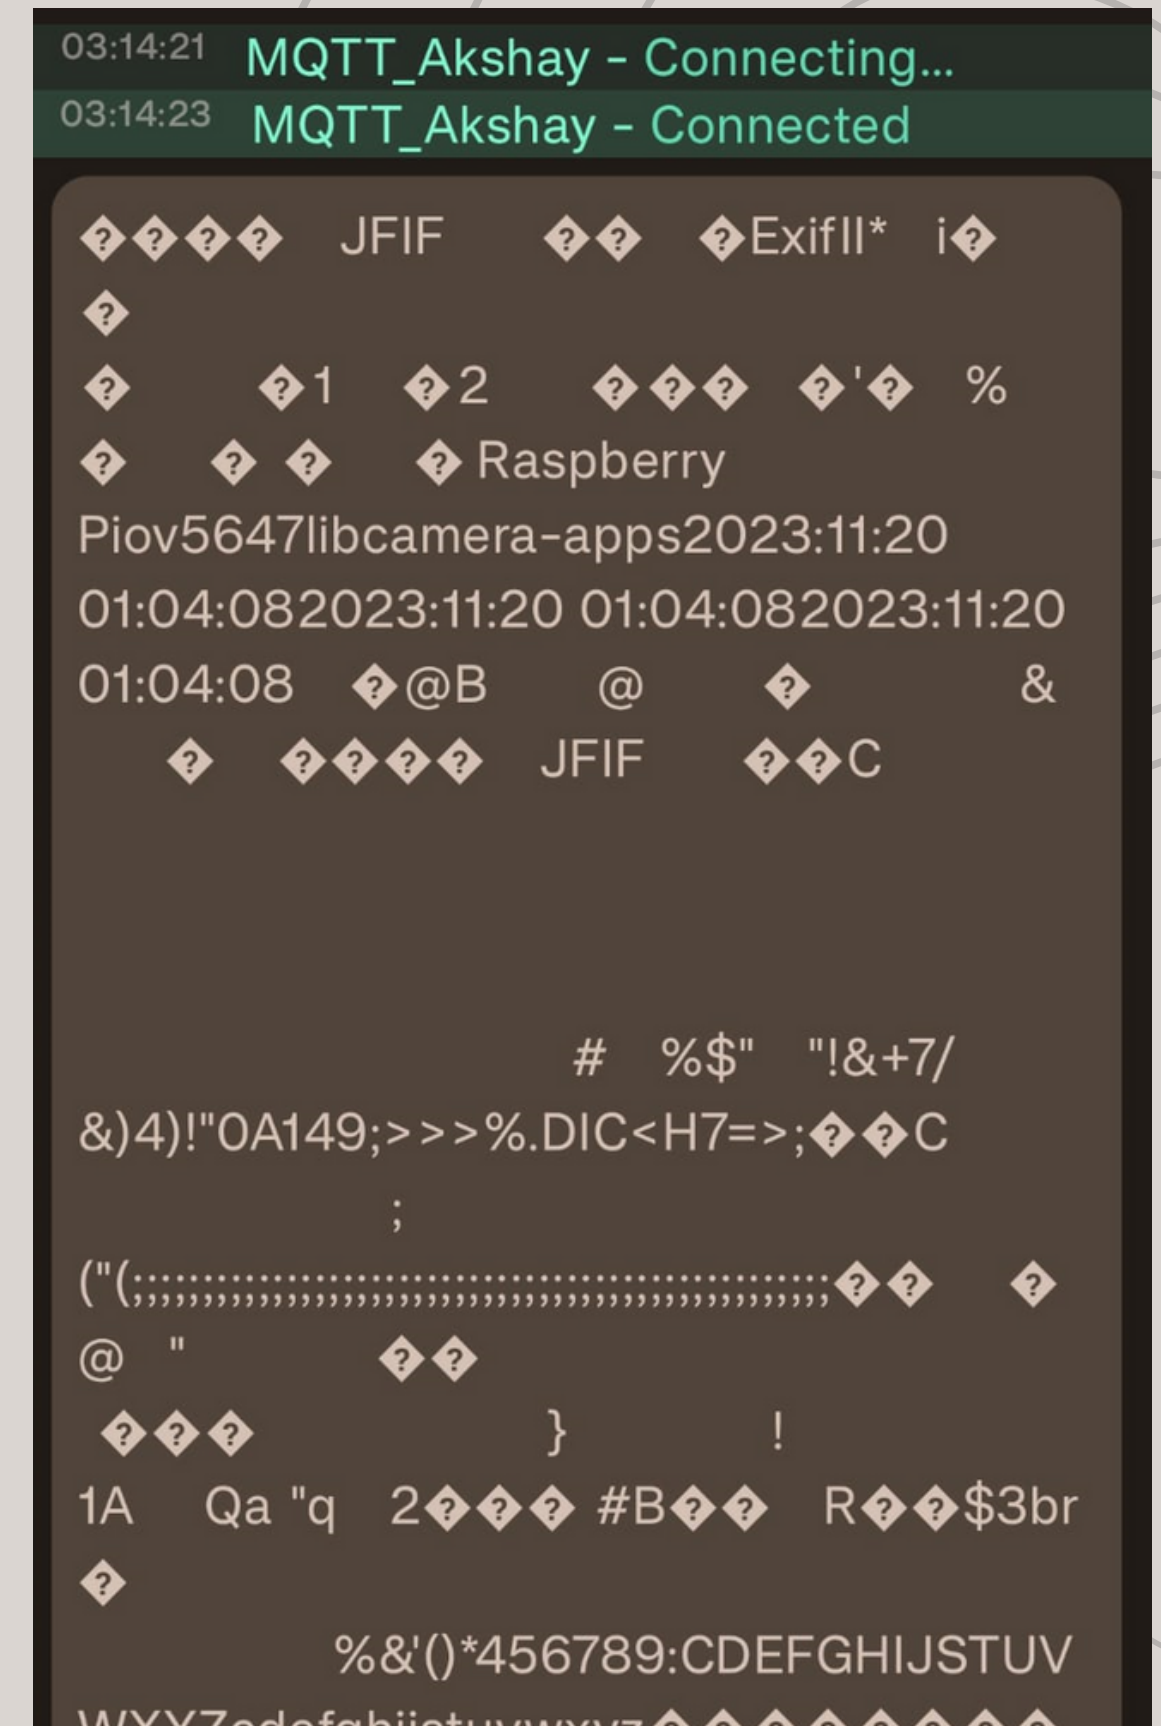 03:14:21 MQTT_Akshay - Connecting...
03:14:23 MQTT_Akshay - Connected
���� JFIF �� �ExifII* i�
�
� �1 �2 ��� �'� %
� � � � Raspberry
Piov5647libcamera-apps2023:11:20
01:04:082023:11:20 01:04:082023:11:20
01:04:08 �@B @ � &
� ���� JFIF ��C
# %$" "!&+7/
&)4)!"0A149;>>>%.DIC<H7=>;��C
;
("(;;;;;;;;;;;;;;;;;;;;;;;;;;;;;;;;;;;;;;;;;;;;;;;;;;�� �
@ " ��
��� } !
1A Qa "q 2��� #B�� R��$3br
�
%&'()*456789:CDEFGHIJSTUV
WXYZcdefghijstuvwxyz��������